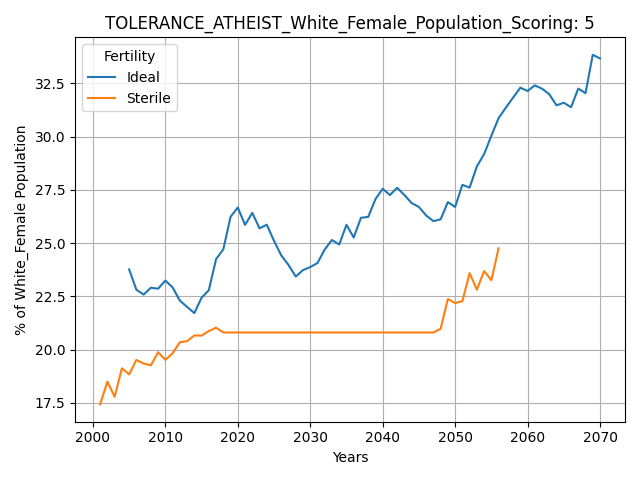 TOLERANCE_ATHEIST_White_Female_Population_Scoring: 5
Fertility
Ideal
Sterile
% of White_Female Population
32.5
30.0
27.5
25.0
22.5
20.0
17.5
2000 2010 2020 2030 2040 2050 2060 2070
Years